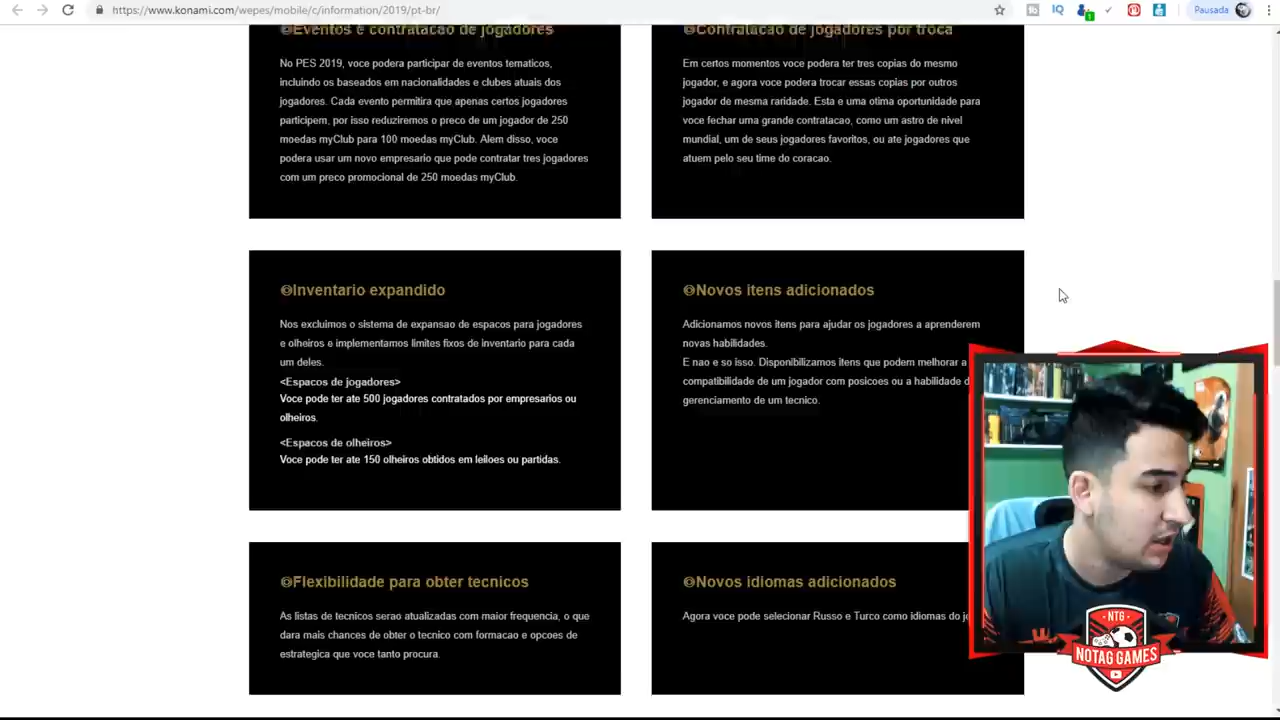 https://www.konami.com/wepes/mobile/c/information/2019/pt-br/
Pausada
Eventos e contratacao de jogadores
No PES 2019, voce podera participar de eventos tematicos,
incluindo os baseados em nacionalidades e clubes atuais dos
jogadores. Cada evento permitira que apenas certos jogadores
participem, por isso reduziremos o preco de um jogador de 250
moedas myClub para 100 moedas myClub. Alem disso, voce
podera usar um novo empresario que pode contratar tres jogadores
com um preco promocional de 250 moedas myClub.
Contratacao de jogadores por troca
Em certos momentos voce podera ter tres copias do mesmo
jogador, e agora voce podera trocar essas copias por outros
jogador de mesma raridade. Esta e uma otima oportunidade para
voce fechar uma grande contratacao, como um astro de nivel
mundial, um de seus jogadores favoritos, ou ate jogadores que
atuem pelo seu time do coracao.
Inventario expandido
Nos excluimos o sistema de expansao de espacos para jogadores
e olheiros e implementamos limites fixos de inventario para cada
um deles.
<Espacos de jogadores>
Voce pode ter ate 500 jogadores contratados por empresarios ou
olheiros.
<Espacos de olheiros>
Voce pode ter ate 150 olheiros obtidos em leiloes ou partidas.
Novos itens adicionados
Adicionamos novos itens para ajudar os jogadores a aprenderem
novas habilidades.
E nao e so isso. Disponibilizamos itens que podem melhorar a
compatibilidade de um jogador com posicoes ou a habilidade d
gerenciamento de um tecnico.
Flexibilidade para obter tecnicos
As listas de tecnicos serao atualizadas com maior frequencia, o que
dara mais chances de obter o tecnico com formacao e opcoes de
estrategica que voce tanto procura.
Novos idiomas adicionados
Agora voce pode selecionar Russo e Turco como idiomas do jo
NTG
NOTAG GAMES